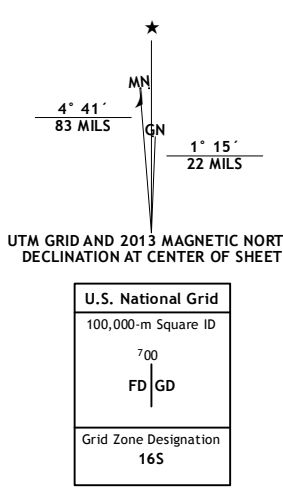 MN
4° 41´
83 MILS
GN
1° 15´
22 MILS
UTM GRID AND 2013 MAGNETIC NORT
DECLINATION AT CENTER OF SHEET
U.S. National Grid
100,000-m Square ID
⁷00
FD GD
Grid Zone Designation
16S